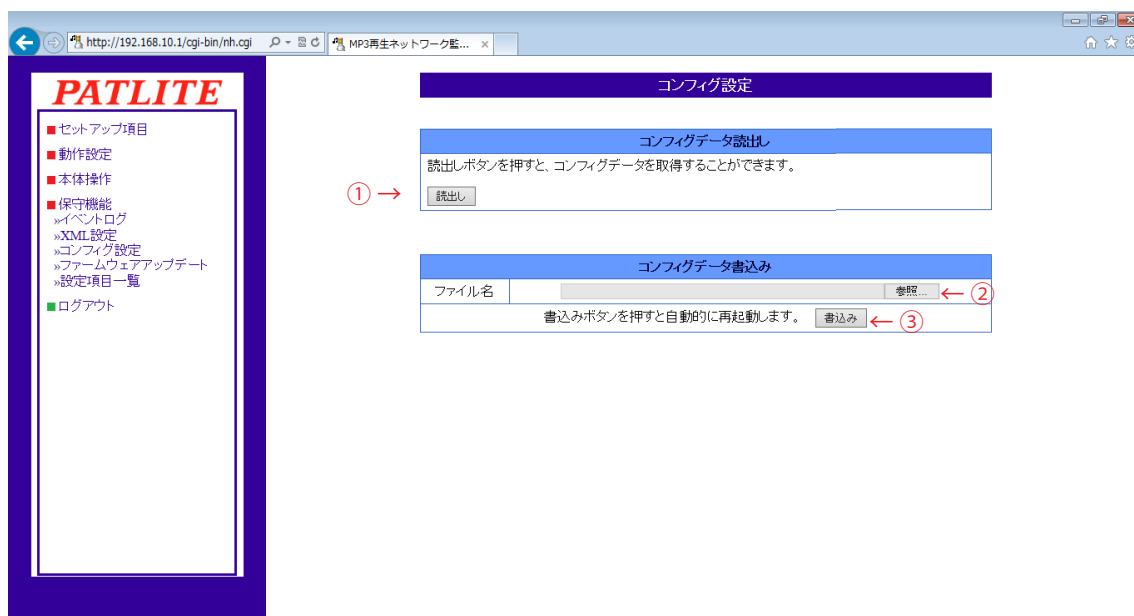 http://192.168.10.1/cgi-bin/nh.cgi
MP3再生ネットワーク監...
PATLITE
セットアップ項目
動作設定
本体操作
保守機能
»イベントログ
»XML設定
»コンフィグ設定
»ファームウェアアップデート
»設定項目一覧
ログアウト
コンフィグ設定
コンフィグデータ読出し
読出しボタンを押すと、コンフィグデータを取得することができます。
① → 読出し
コンフィグデータ書込み
ファイル名 参照... ← ②
書込みボタンを押すと自動的に再起動します。 書込み ← ③